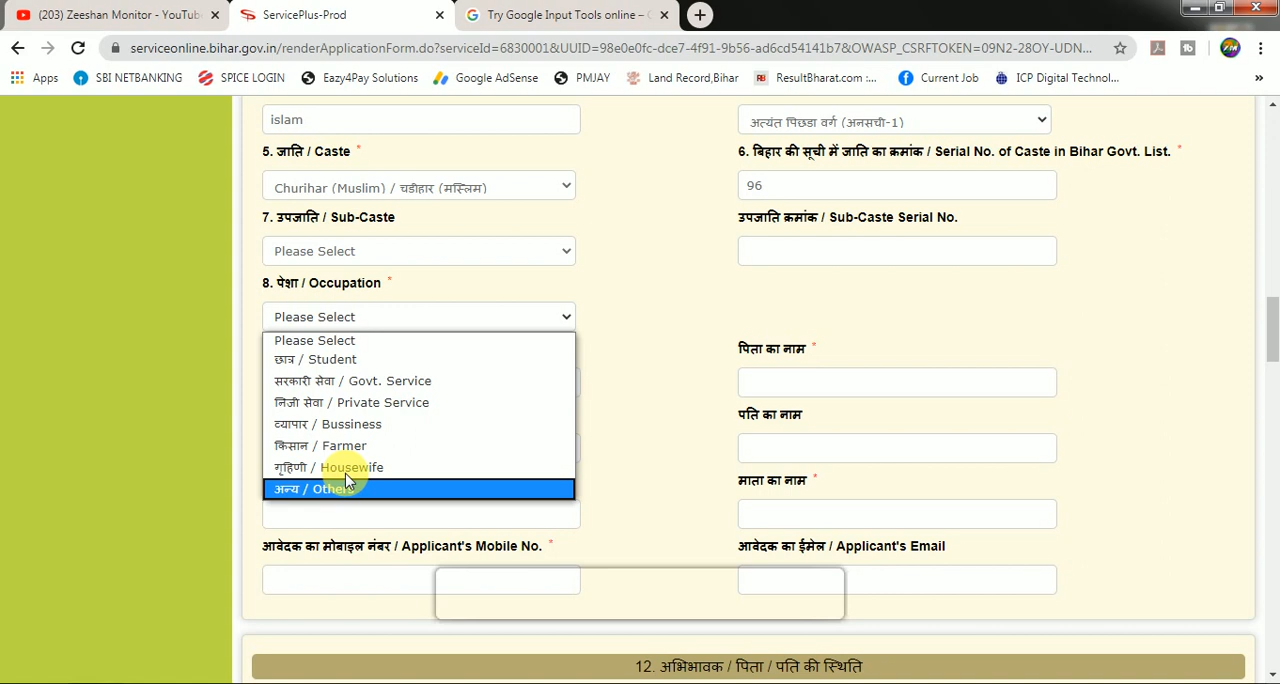 (203) Zeeshan Monitor - YouTub
ServicePlus-Prod
Try Google Input Tools online –
serviceonline.bihar.gov.in/renderApplicationForm.do?serviceId=6830001&UUID=98e0e0fc-dce7-4f91-9b56-ad6cd54141b7&OWASP_CSRFTOKEN=09N2-28OY-UDN...
Apps
SBI NETBANKING
SPICE LOGIN
Eazy4Pay Solutions
Google AdSense
PMJAY
Land Record,Bihar
ResultBharat.com :...
Current Job
ICP Digital Technol...
»
islam
अत्यंत पिछडा वर्ग (अनसची-1)
5. जाति / Caste *
6. बिहार की सूची में जाति का क्रमांक / Serial No. of Caste in Bihar Govt. List. *
Churihar (Muslim) / चडीहार (मस्लिम)
96
7. उपजाति / Sub-Caste
उपजाति क्रमांक / Sub-Caste Serial No.
Please Select
8. पेशा / Occupation *
Please Select
Please Select
छात्र / Student
सरकारी सेवा / Govt. Service
निजी सेवा / Private Service
व्यापार / Bussiness
किसान / Farmer
गृहिणी / Housewife
अन्य / Others
पिता का नाम *
पति का नाम
माता का नाम *
आवेदक का मोबाइल नंबर / Applicant's Mobile No. *
आवेदक का ईमेल / Applicant's Email
12. अभिभावक / पिता / पति की स्थिति